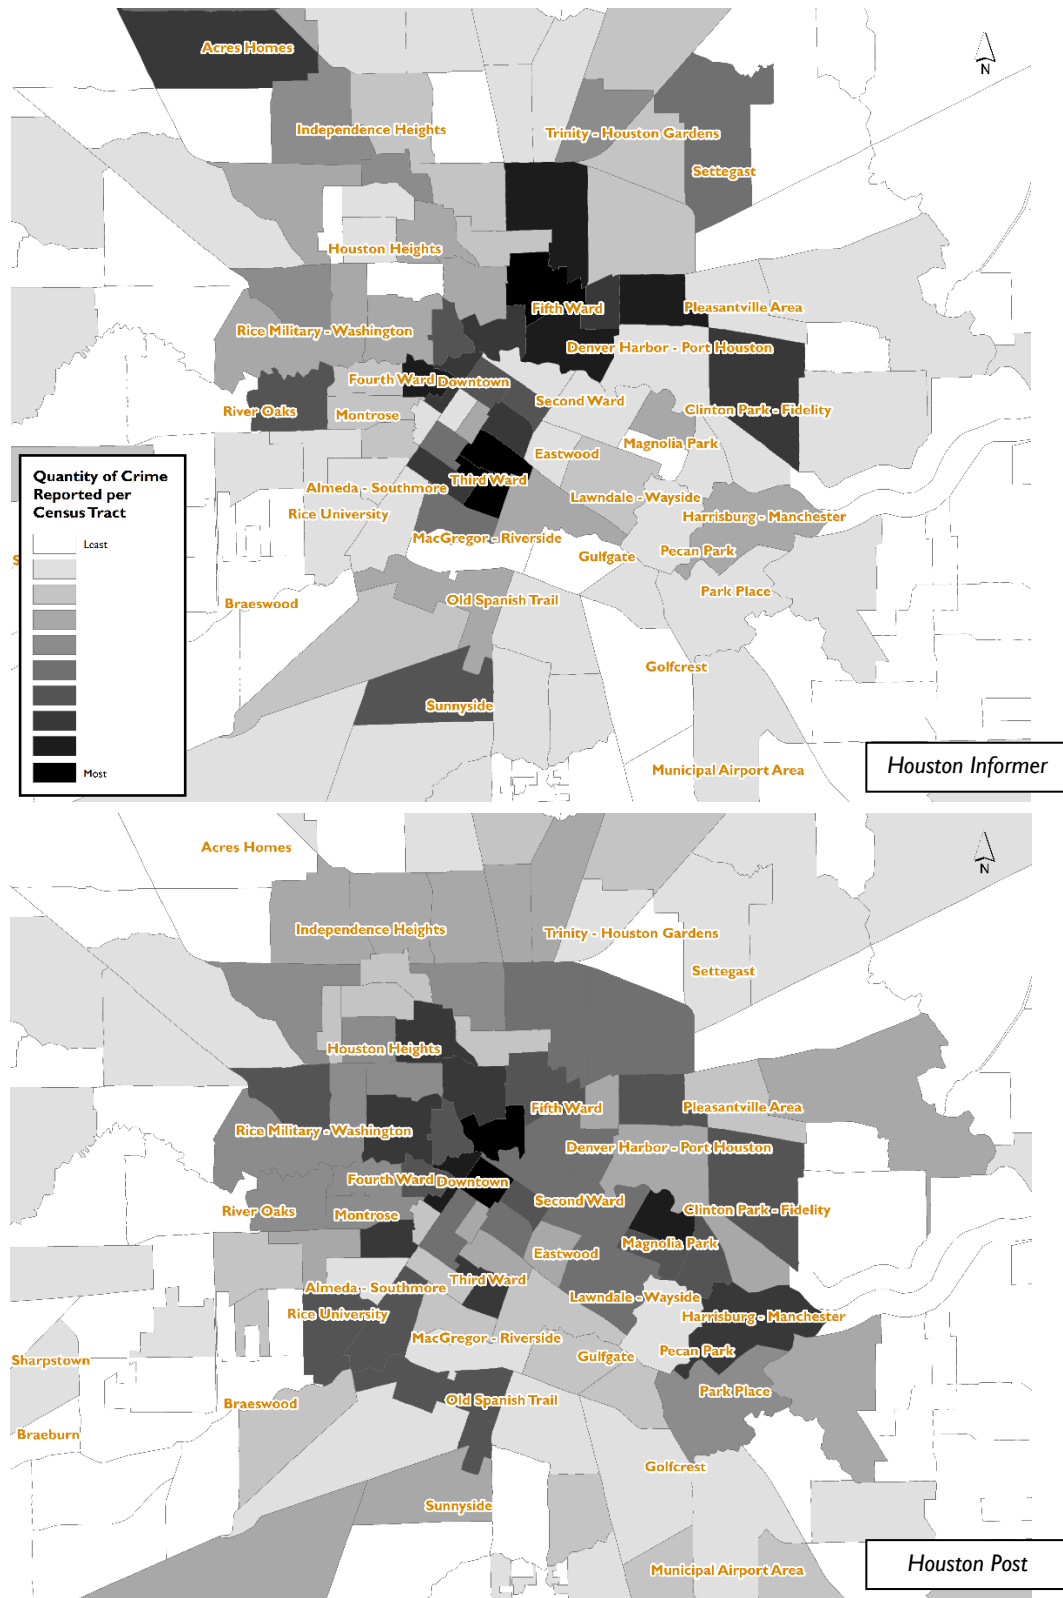 Acres Homes
N
Independence Heights
Trinity - Houston Gardens
Settegast
Houston Heights
Fifth Ward
Pleasantville Area
Rice Military - Washington
Denver Harbor - Port Houston
Fourth Ward
Downtown
River Oaks
Montrose
Second Ward
Clinton Park - Fidelity
Magnolia Park
Eastwood
Quantity of Crime
Reported per
Census Tract
Least
Most
Third Ward
Almeda - Southmore
Lawndale - Wayside
Rice University
Harrisburg - Manchester
MacGregor - Riverside
Gulfgate
Pecan Park
S
Braeswood
Old Spanish Trail
Park Place
Golfcrest
Sunnyside
Municipal Airport Area
Houston Informer
Acres Homes
N
Independence Heights
Trinity - Houston Gardens
Settegast
Houston Heights
Fifth Ward
Pleasantville Area
Rice Military - Washington
Denver Harbor - Port Houston
Fourth Ward
Downtown
River Oaks
Montrose
Second Ward
Clinton Park - Fidelity
Magnolia Park
Eastwood
Third Ward
Almeda - Southmore
Lawndale - Wayside
Rice University
Harrisburg - Manchester
MacGregor - Riverside
Gulfgate
Pecan Park
Sharpstown
Braeswood
Old Spanish Trail
Park Place
Braeburn
Golfcrest
Sunnyside
Municipal Airport Area
Houston Post